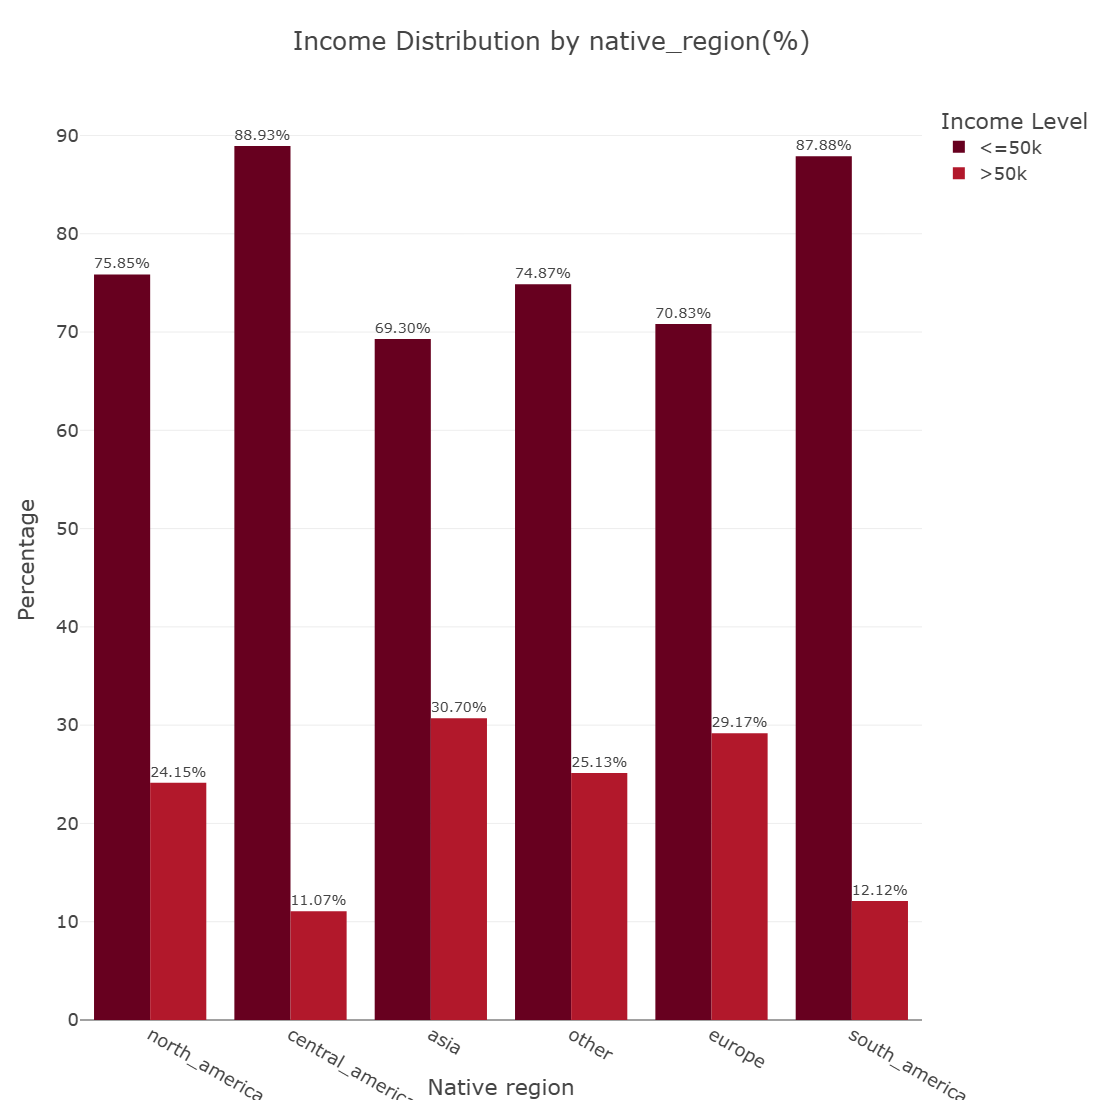 Income Distribution by native_region(%)
Income Level
<=50k
>50k
90
80
70
60
50
40
30
20
10
0
Percentage
75.85%
24.15%
88.93%
11.07%
69.30%
30.70%
74.87%
25.13%
70.83%
29.17%
87.88%
12.12%
north_america
central_america
asia
other
europe
south_america
Native region